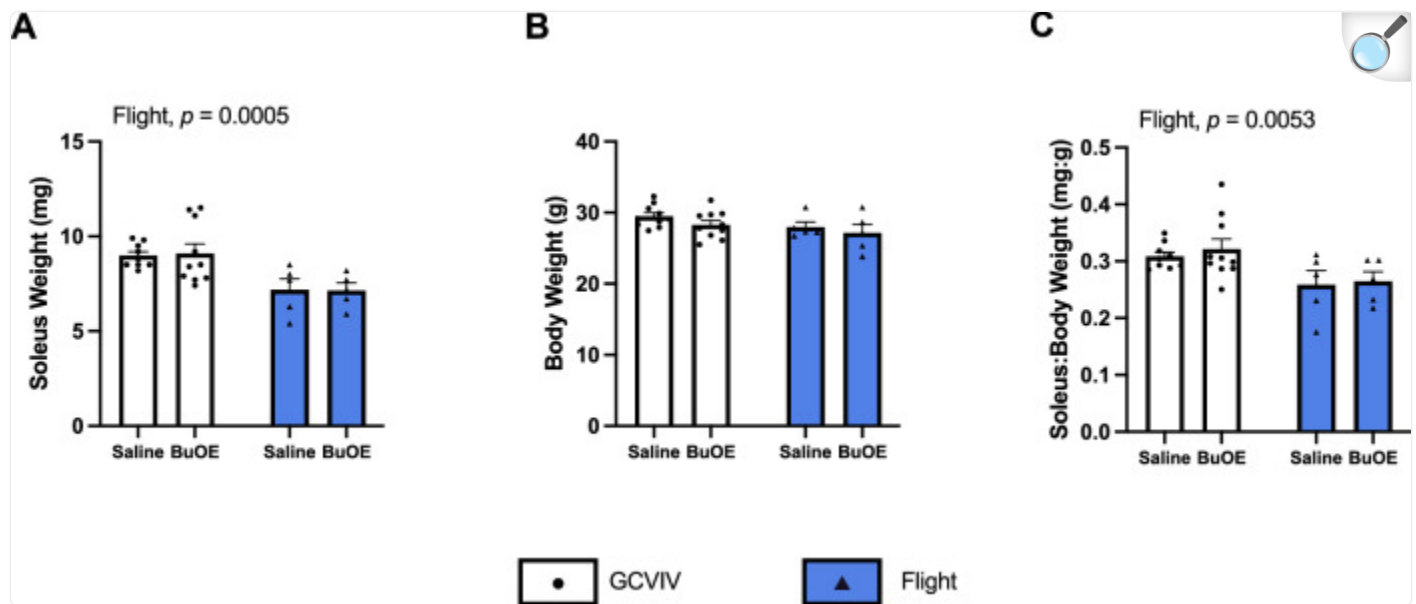 A
B
C
Flight, p = 0.0005
Flight, p = 0.0053
Soleus Weight (mg)
15
10
5
0
Saline BuOE Saline BuOE
Body Weight (g)
40
30
20
10
0
Saline BuOE Saline BuOE
Soleus:Body Weight (mg:g)
0.5
0.4
0.3
0.2
0.1
0.0
Saline BuOE Saline BuOE
GCVIV
Flight